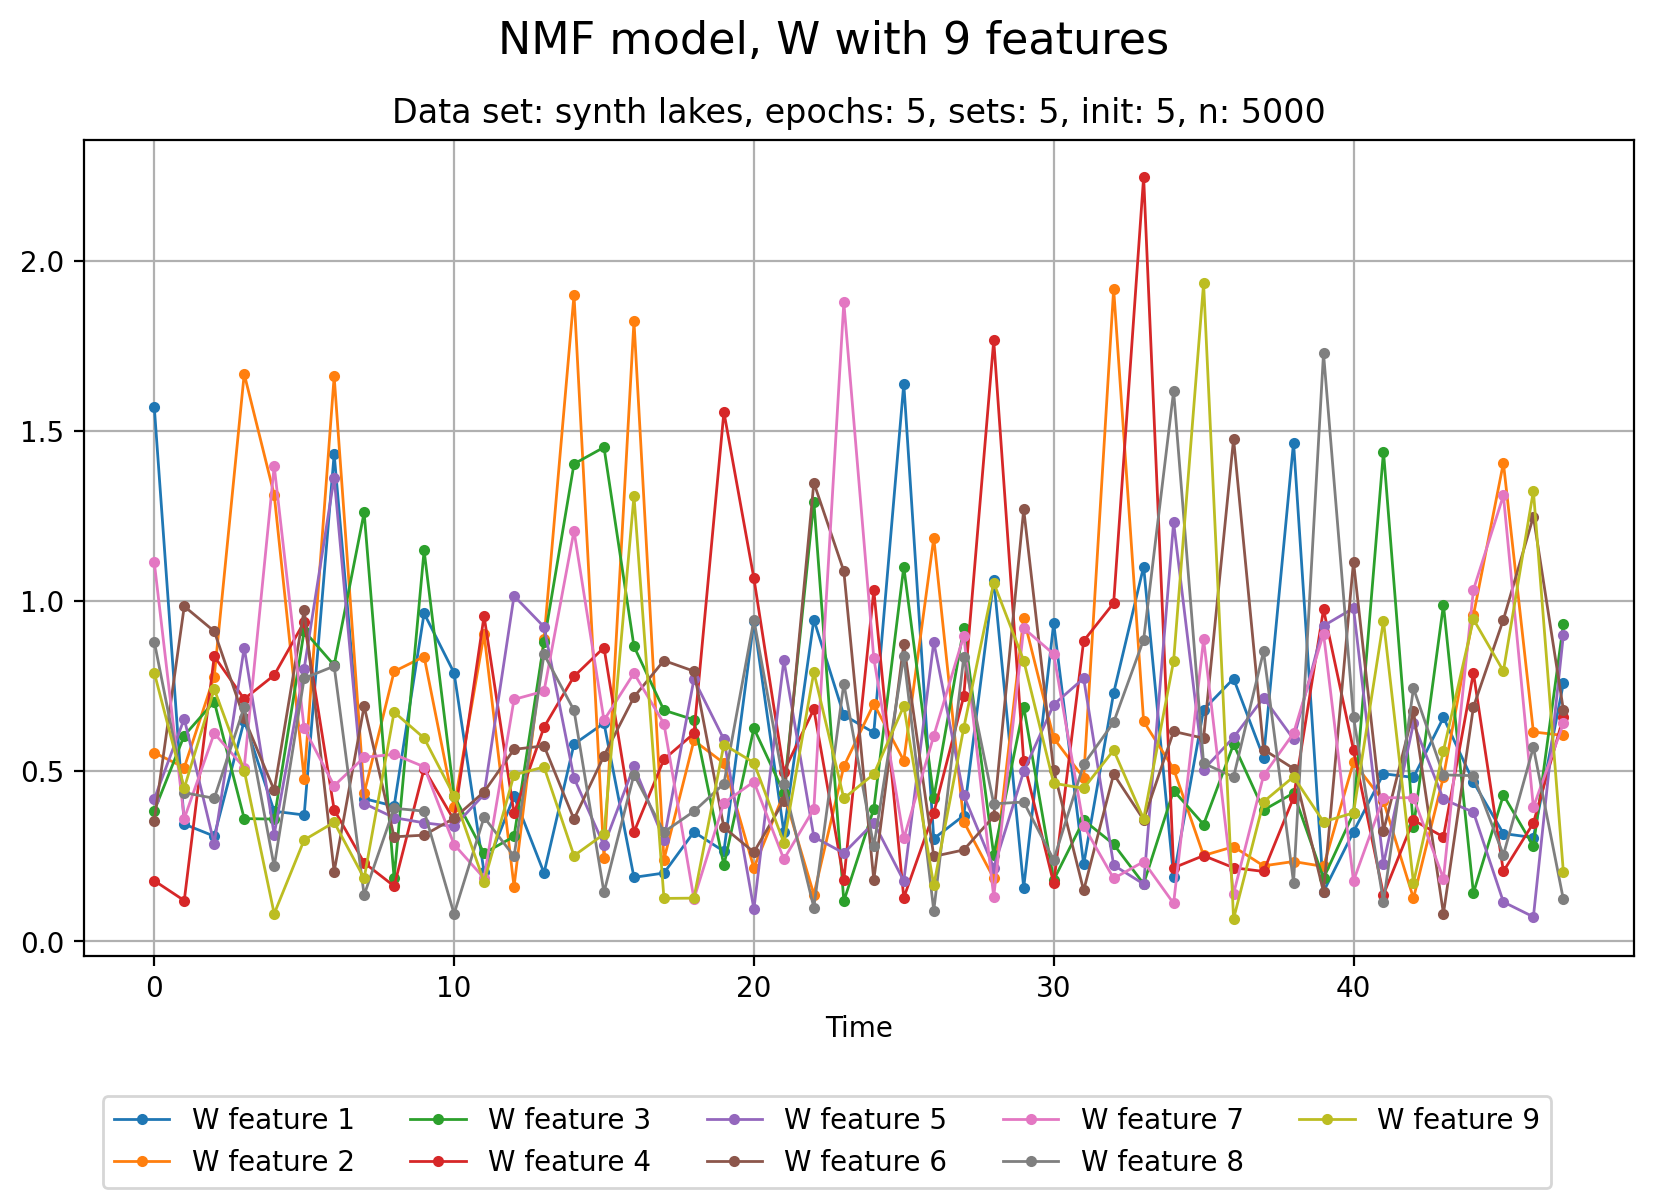 NMF model, W with 9 features
Data set: synth lakes, epochs: 5, sets: 5, init: 5, n: 5000
2.0
1.5
1.0
0.5
0.0
0 10 20 30 40
Time
W feature 1 W feature 3 W feature 5 W feature 7 W feature 9
W feature 2 W feature 4 W feature 6 W feature 8